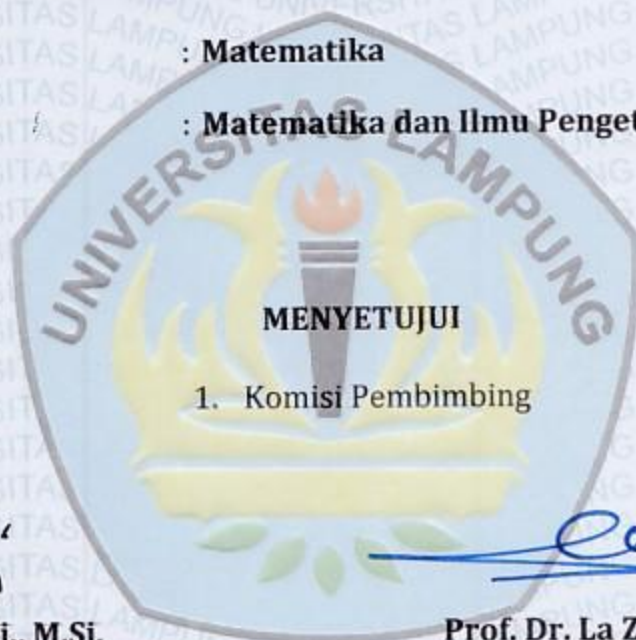 : Matematika
: Matematika dan Ilmu Penget
UNIVERSITAS LAMPUNG
MENYETUJUI
1. Komisi Pembimbing
i., M.Si.
Prof. Dr. La Z